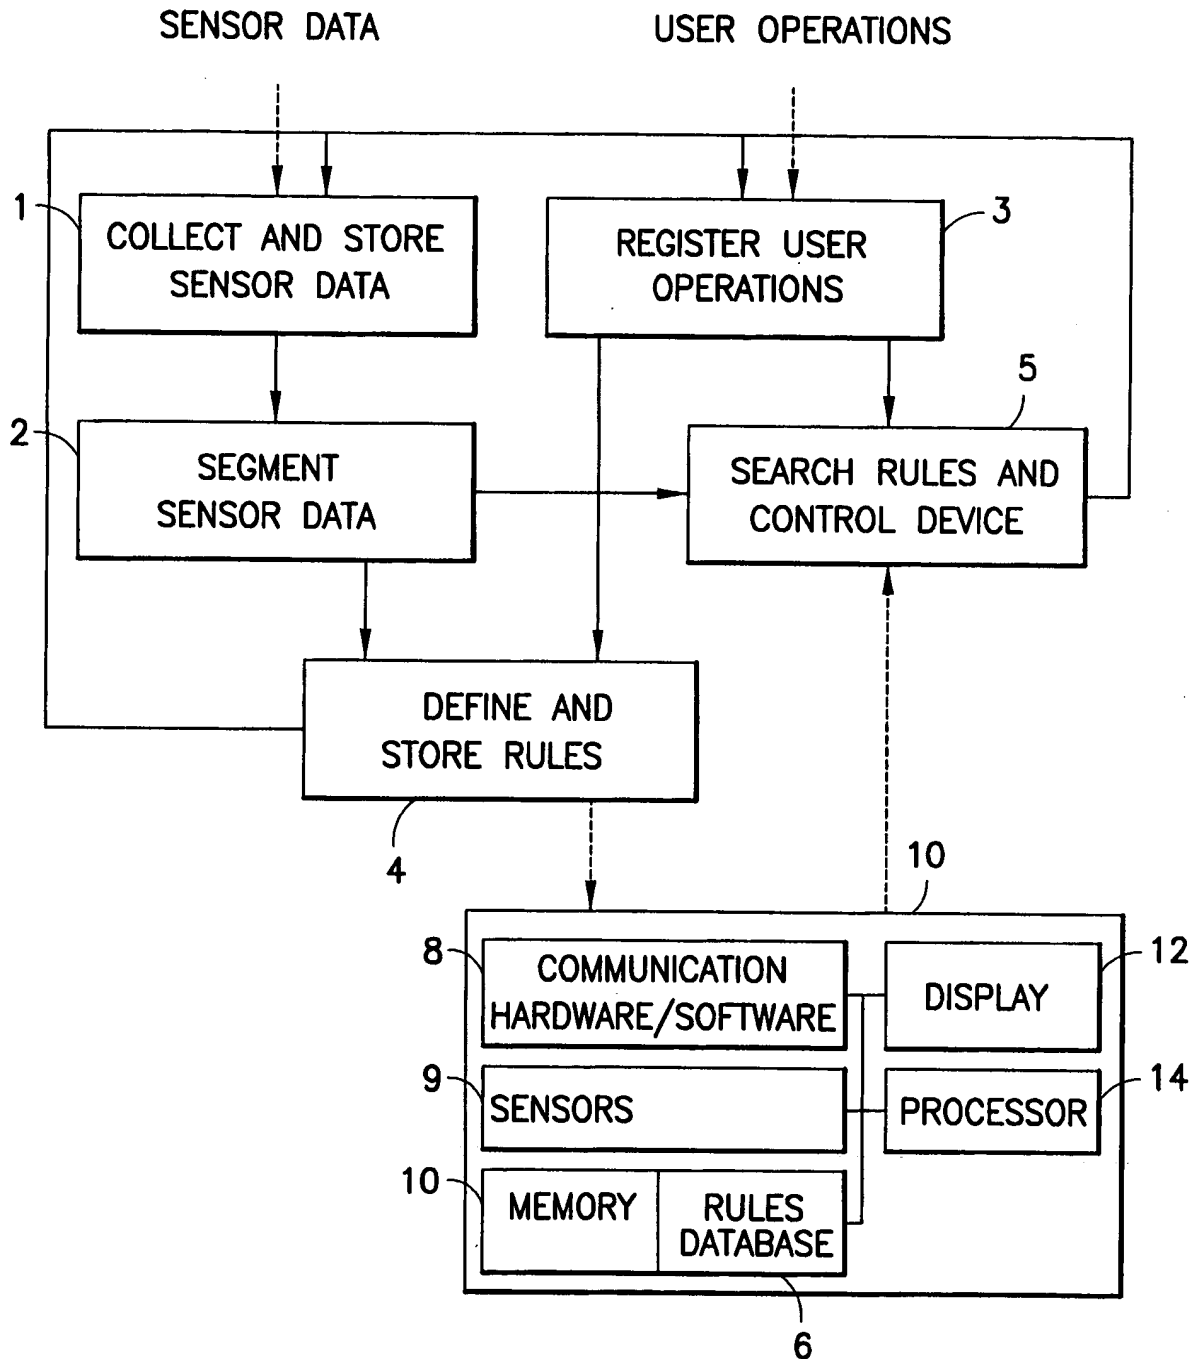 SENSOR DATA
USER OPERATIONS
1
COLLECT AND STORE
SENSOR DATA
3
REGISTER USER
OPERATIONS
5
2
SEGMENT
SENSOR DATA
SEARCH RULES AND
CONTROL DEVICE
DEFINE AND
STORE RULES
4
10
8
COMMUNICATION
HARDWARE/SOFTWARE
12
DISPLAY
9
SENSORS
14
PROCESSOR
10
MEMORY
RULES
DATABASE
6